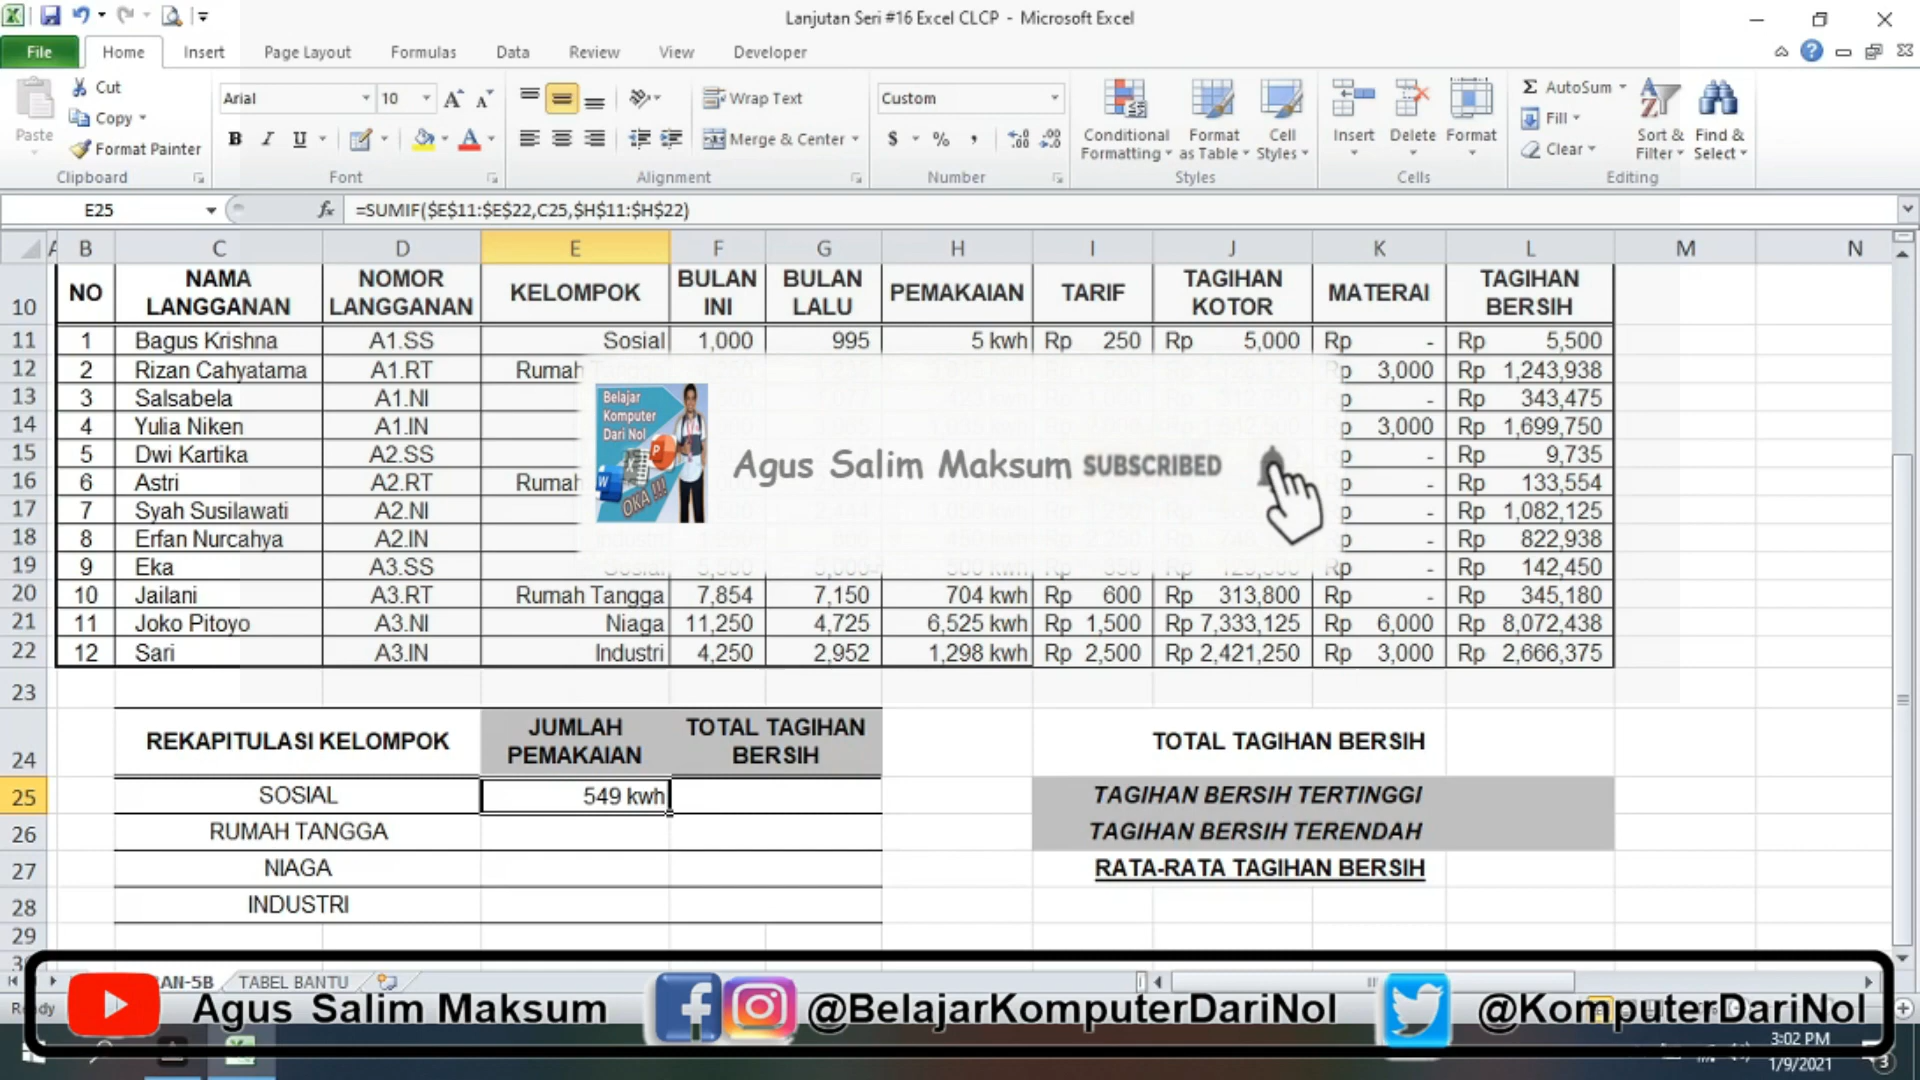 Lanjutan Seri #16 Excel CLCP - Microsoft Excel
File Home Insert Page Layout Formulas Data Review View Developer
Cut
Copy
Format Painter
Paste
Clipboard
Arial 10
B I U
Font
Wrap Text
Merge & Center
Alignment
Custom
$ % ,
Number
Conditional Formatting
Format as Table
Cell Styles
Styles
Insert Delete Format
Cells
AutoSum
Fill
Clear
Sort & Filter
Find & Select
Editing
E25 fx =SUMIF($E$11:$E$22,C25,$H$11:$H$22)
B C D E F G H I J K L M N
10 NO NAMA LANGGANAN NOMOR LANGGANAN KELOMPOK BULAN INI BULAN LALU PEMAKAIAN TARIF TAGIHAN KOTOR MATERAI TAGIHAN BERSIH
11 1 Bagus Krishna A1.SS Sosial 1,000 995 5 kwh Rp 250 Rp 5,000 Rp - Rp 5,500
12 2 Rizan Cahyatama A1.RT Rumah Rp 3,000 Rp 1,243,938
13 3 Salsabela A1.NI Rp - Rp 343,475
14 4 Yulia Niken A1.IN Rp 3,000 Rp 1,699,750
15 5 Dwi Kartika A2.SS Rp - Rp 9,735
16 6 Astri A2.RT Rumah Rp - Rp 133,554
17 7 Syah Susilawati A2.NI Rp - Rp 1,082,125
18 8 Erfan Nurcahya A2.IN Rp - Rp 822,938
19 9 Eka A3.SS Rp Rp Rp - Rp 142,450
20 10 Jailani A3.RT Rumah Tangga 7,854 7,150 704 kwh Rp 600 Rp 313,800 Rp - Rp 345,180
21 11 Joko Pitoyo A3.NI Niaga 11,250 4,725 6,525 kwh Rp 1,500 Rp 7,333,125 Rp 6,000 Rp 8,072,438
22 12 Sari A3.IN Industri 4,250 2,952 1,298 kwh Rp 2,500 Rp 2,421,250 Rp 3,000 Rp 2,666,375
Belajar
Komputer
Dari Nol
OKA !!!
Agus Salim Maksum SUBSCRIBED
23
24 REKAPITULASI KELOMPOK JUMLAH PEMAKAIAN TOTAL TAGIHAN BERSIH TOTAL TAGIHAN BERSIH
25 SOSIAL 549 kwh TAGIHAN BERSIH TERTINGGI
26 RUMAH TANGGA TAGIHAN BERSIH TERENDAH
27 NIAGA RATA-RATA TAGIHAN BERSIH
28 INDUSTRI
29
AN-5B TABEL BANTU
Ready
Agus Salim Maksum @BelajarKomputerDariNol @KomputerDariNol
3:02 PM
1/9/2021
3